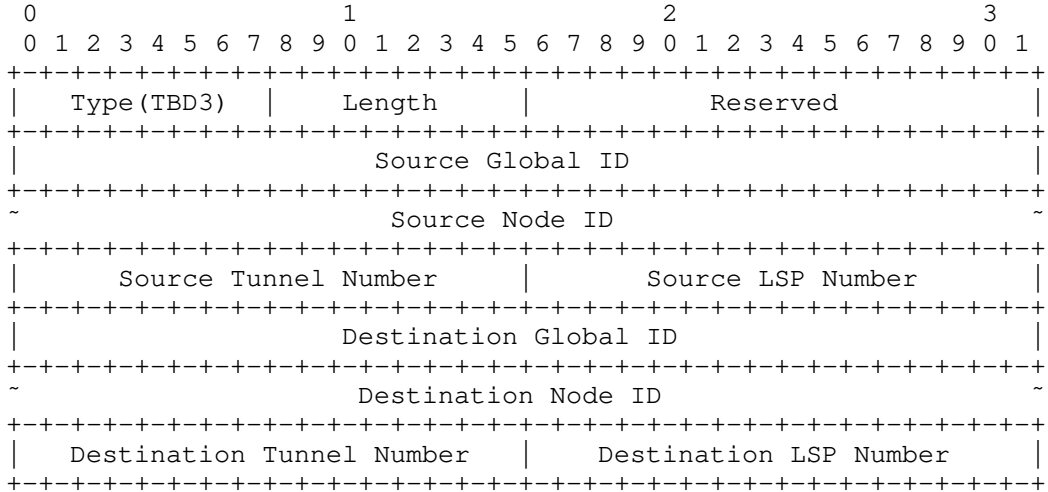 0                   1                   2                   3
 0 1 2 3 4 5 6 7 8 9 0 1 2 3 4 5 6 7 8 9 0 1 2 3 4 5 6 7 8 9 0 1
+-+-+-+-+-+-+-+-+-+-+-+-+-+-+-+-+-+-+-+-+-+-+-+-+-+-+-+-+-+-+-+-+
|   Type(TBD3)  |    Length     |           Reserved            |
+-+-+-+-+-+-+-+-+-+-+-+-+-+-+-+-+-+-+-+-+-+-+-+-+-+-+-+-+-+-+-+-+
|                      Source Global ID                         |
+-+-+-+-+-+-+-+-+-+-+-+-+-+-+-+-+-+-+-+-+-+-+-+-+-+-+-+-+-+-+-+-+
~                       Source Node ID                          ~
+-+-+-+-+-+-+-+-+-+-+-+-+-+-+-+-+-+-+-+-+-+-+-+-+-+-+-+-+-+-+-+-+
|      Source Tunnel Number     |       Source LSP Number       |
+-+-+-+-+-+-+-+-+-+-+-+-+-+-+-+-+-+-+-+-+-+-+-+-+-+-+-+-+-+-+-+-+
|                    Destination Global ID                      |
+-+-+-+-+-+-+-+-+-+-+-+-+-+-+-+-+-+-+-+-+-+-+-+-+-+-+-+-+-+-+-+-+
~                     Destination Node ID                       ~
+-+-+-+-+-+-+-+-+-+-+-+-+-+-+-+-+-+-+-+-+-+-+-+-+-+-+-+-+-+-+-+-+
|   Destination Tunnel Number   |    Destination LSP Number     |
+-+-+-+-+-+-+-+-+-+-+-+-+-+-+-+-+-+-+-+-+-+-+-+-+-+-+-+-+-+-+-+-+